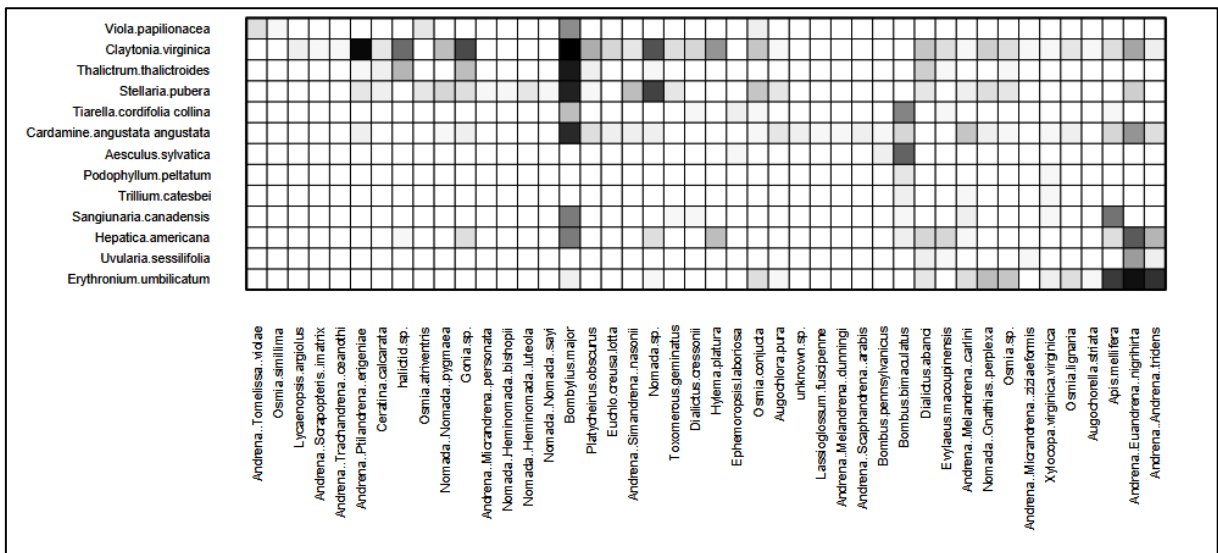 Viola.papilionacea
Claytonia.virginica
Thalictrum.thalictroides
Stellaria.pubera
Tiarella.cordifolia collina
Cardamine.angustata angustata
Aesculus.sylvatica
Podophyllum.peltatum
Trillium.catesbei
Sangiunaria.canadensis
Hepatica.americana
Uvularia.sessilifolia
Erythronium.umbilicatum
Andrena..Tomelissa..violae
Osmia.similima
Lycaenopsis.argiolus
Andrena..Scrapopteris.imatrix
Andrena..Trachandrena..ceanothi
Andrena..Ptilandrena..erigeniae
Ceratina.calcarata
halictid.sp.
Gonia.sp.
Osmia.atriventris
Nomada..Nomada..pygmaea
Andrena..Micrandrena..personata
Nomada..Heminomada..bishopii
Nomada..Heminomada..luteola
Nomada..Nomada..sayi
Bombylius.major
Platycheirus.obscurus
Euchlo.creusa.lotta
Andrena..Simandrena..nasonii
Nomada.sp.
Toxomerous.geminatus
Dialictus.cressonii
Hylema.platura
Ephemoropsis.laboriosa
Osmia.conjucta
Augochlora.pura
unknown.sp.
Lassioglossum.fuscipenne
Andrena..Melandrena..dunningi
Andrena..Scaphandrena..arabis
Bombus.pennsylvanicus
Bombus.bimaculatus
Dialictus.abanci
Evylaeus.macoupinensis
Andrena..Melandrena..carlini
Nomada..Gnathias..perplexa
Osmia.sp.
Andrena..Micrandrena..ziziaeformis
Xylocopa.virginica.virginica
Osmia.lignaria
Augochorella.striata
Apis.mellifera
Andrena..Euandrena..nigrihirta
Andrena..Andrena..tridens